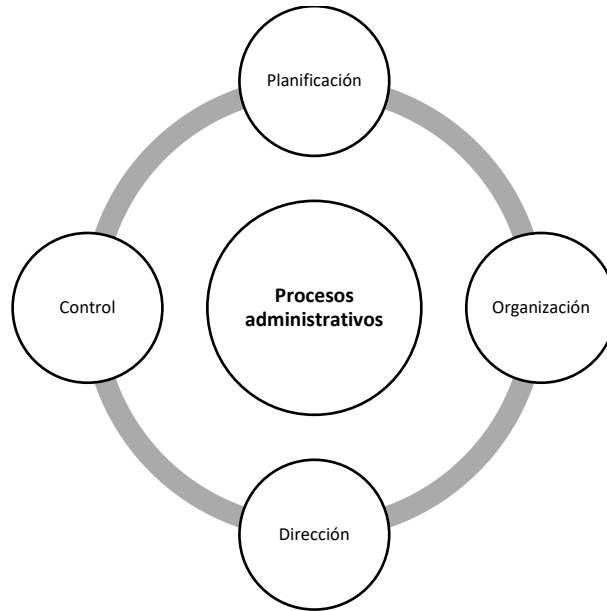 Planificación
Control
Procesos
administrativos
Organización
Dirección